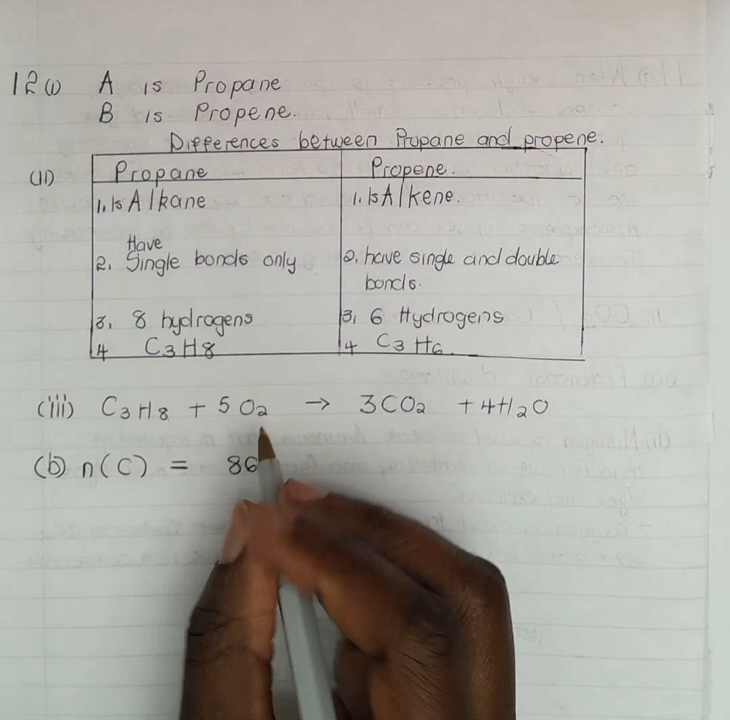 12 (i) A is Propane
B is Propene.
Differences between Propane and propene.
(ii) Propane Propene.
1. Is Alkane 1. Is Alkene.
2. Have Single bonds only 2. have single and double bonds.
3. 8 hydrogens 3. 6 Hydrogens
4 C3H8 4 C3H6
(iii) C3H8 + 5O2 → 3CO2 + 4H2O
(b) n(C) = 86